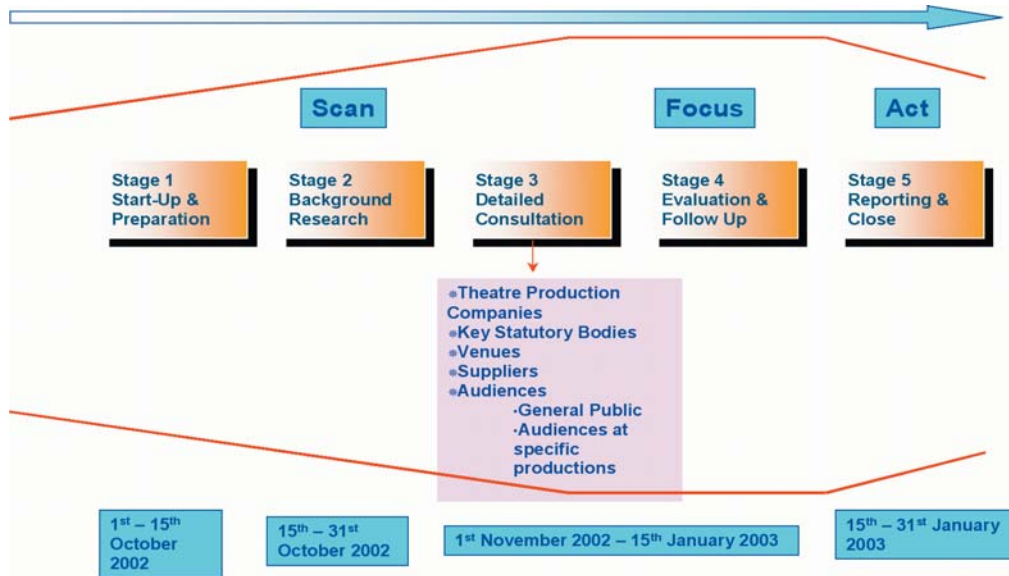 Scan
Focus
Act
Stage 1
Start-Up &
Preparation
Stage 2
Background
Research
Stage 3
Detailed
Consultation
Stage 4
Evaluation &
Follow Up
Stage 5
Reporting &
Close
•Theatre Production
Companies
•Key Statutory Bodies
•Venues
•Suppliers
•Audiences
•General Public
•Audiences at
specific
productions
1st – 15th
October
2002
15th – 31st
October 2002
1st November 2002 – 15th January 2003
15th – 31st January
2003